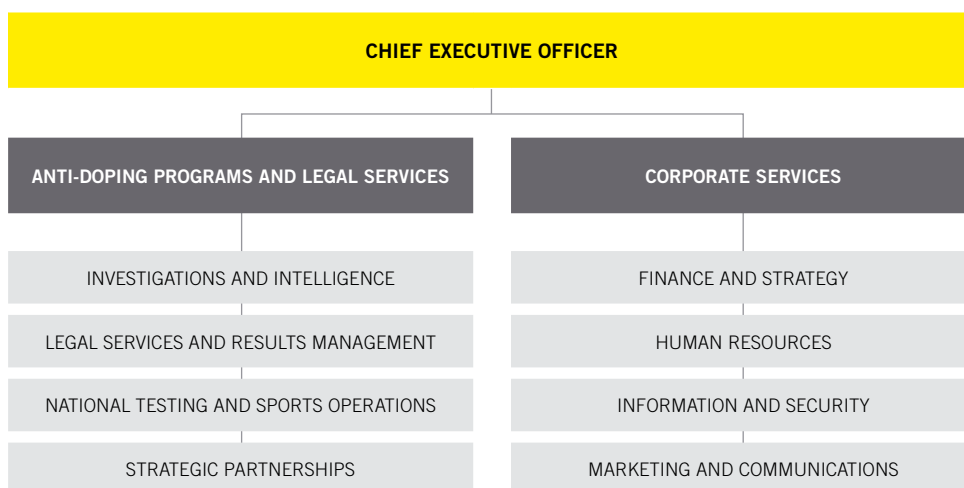 CHIEF EXECUTIVE OFFICER
ANTI-DOPING PROGRAMS AND LEGAL SERVICES
INVESTIGATIONS AND INTELLIGENCE
LEGAL SERVICES AND RESULTS MANAGEMENT
NATIONAL TESTING AND SPORTS OPERATIONS
STRATEGIC PARTNERSHIPS
CORPORATE SERVICES
FINANCE AND STRATEGY
HUMAN RESOURCES
INFORMATION AND SECURITY
MARKETING AND COMMUNICATIONS